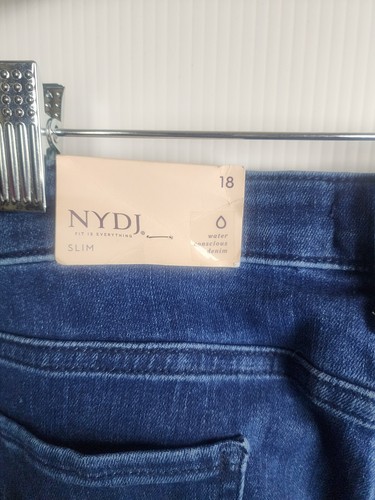 18
NYDJ®
FIT IS EVERYTHING
SLIM
water
conscious
denim